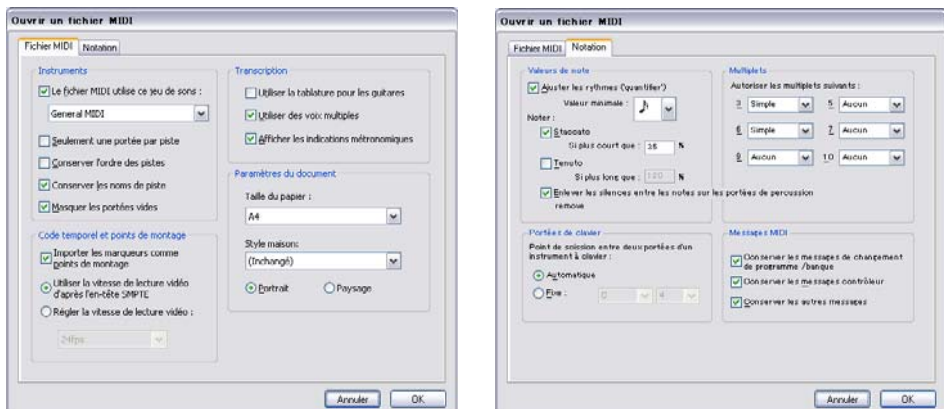 Ouvrir un fichier MIDI
Fichier MIDI Notation
Instruments
Le fichier MIDI utilise ce jeu de sons :
General MIDI
Seulement une portée par piste
Conserver l'ordre des pistes
Conserver les noms de piste
Masquer les portées vides
Code temporel et points de montage
Importer les marqueurs comme
points de montage
Utiliser la vitesse de lecture vidéo
d'après l'en-tête SMPTE
Régler la vitesse de lecture vidéo :
24fps
Transcription
Utiliser la tablature pour les guitares
Utiliser des voix multiples
Afficher les indications métronomiques
Paramètres du document
Taille du papier :
A4
Style maison:
(Inchangé)
Portrait Paysage
Annuler OK
Ouvrir un fichier MIDI
Fichier MIDI Notation
Valeurs de note
Ajuster les rythmes ('quantifier')
Valeur minimale :
Noter :
Staccato
Si plus court que : 35 %
Tenuto
Si plus long que : 100 %
Enlever les silences entre les notes sur les portées de percussion
remove
Multiplets
Autoriser les multiplets suivants :
3 Simple 5 Aucun
6 Simple 7 Aucun
9 Aucun 10 Aucun
Portées de clavier
Point de scission entre deux portées d'un
instrument à clavier :
Automatique
Fixe : C 4
Messages MIDI
Conserver les messages de changement
de programme /banque
Conserver les messages contrôleur
Conserver les autres messages
Annuler OK